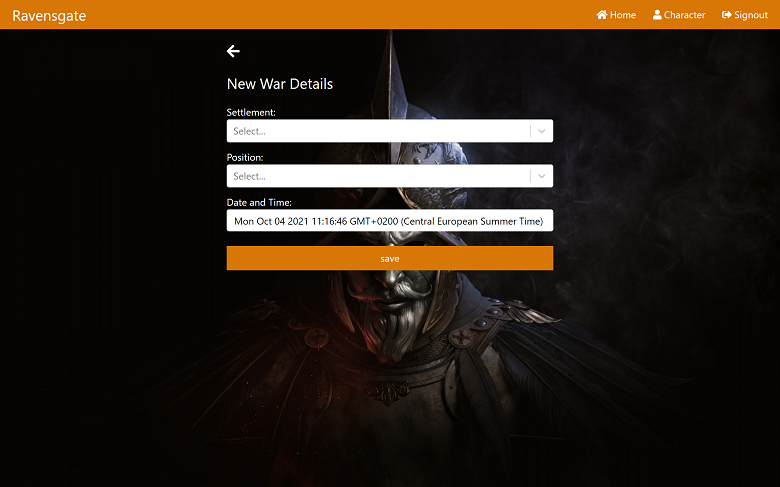 Ravensgate
Home Character Signout
New War Details
Settlement:
Select...
Position:
Select...
Date and Time:
Mon Oct 04 2021 11:16:46 GMT+0200 (Central European Summer Time)
save